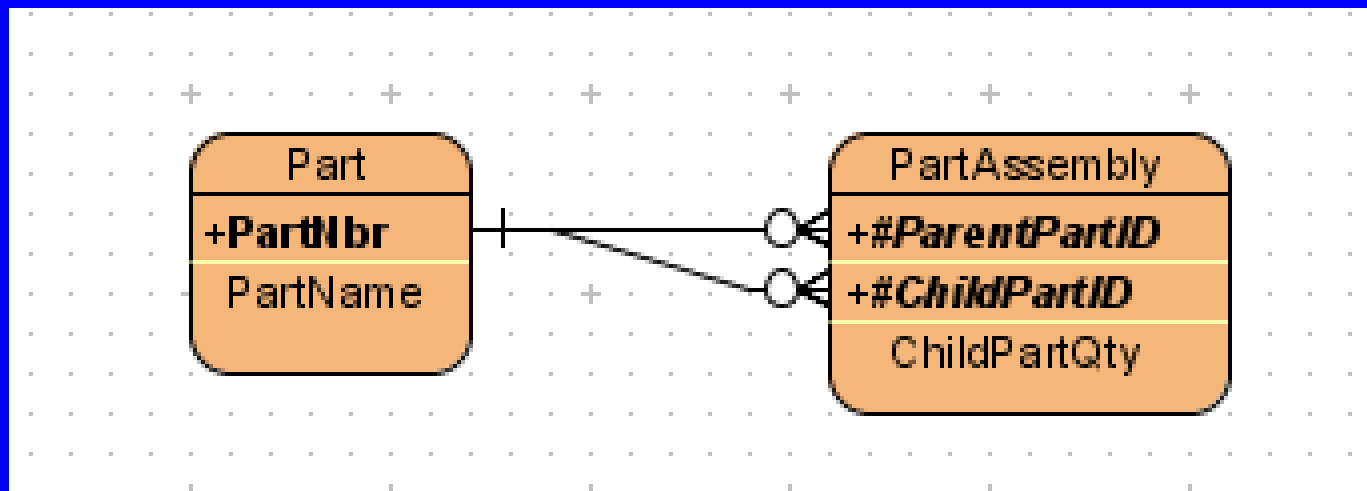 Part
+PartNbr
PartName
PartAssembly
+#ParentPartID
+#ChildPartID
ChildPartQty